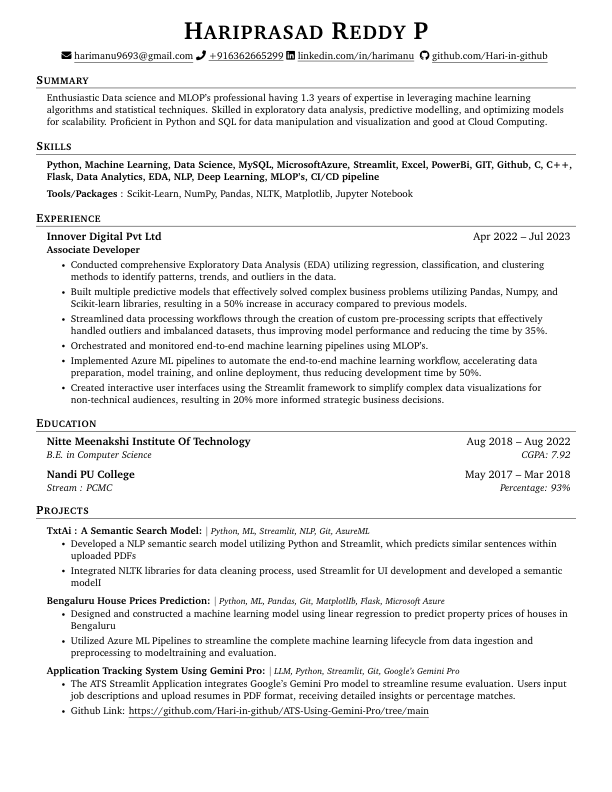 Hariprasad Reddy P
harimanu9693@gmail.com +916362665299 linkedin.com/in/harimanu github.com/Hari-in-github
Summary
Enthusiastic Data science and MLOP's professional having 1.3 years of expertise in leveraging machine learning
algorithms and statistical techniques. Skilled in exploratory data analysis, predictive modelling, and optimizing models
for scalability. Proficient in Python and SQL for data manipulation and visualization and good at Cloud Computing.
Skills
Python, Machine Learning, Data Science, MySQL, MicrosoftAzure, Streamlit, Excel, PowerBi, GIT, Github, C, C++,
Flask, Data Analytics, EDA, NLP, Deep Learning, MLOP's, CI/CD pipeline
Tools/Packages : Scikit-Learn, NumPy, Pandas, NLTK, Matplotlib, Jupyter Notebook
Experience
Innover Digital Pvt Ltd Apr 2022 – Jul 2023
Associate Developer
• Conducted comprehensive Exploratory Data Analysis (EDA) utilizing regression, classification, and clustering
methods to identify patterns, trends, and outliers in the data.
• Built multiple predictive models that effectively solved complex business problems utilizing Pandas, Numpy, and
Scikit-learn libraries, resulting in a 50% increase in accuracy compared to previous models.
• Streamlined data processing workflows through the creation of custom pre-processing scripts that effectively
handled outliers and imbalanced datasets, thus improving model performance and reducing the time by 35%.
• Orchestrated and monitored end-to-end machine learning pipelines using MLOP's.
• Implemented Azure ML pipelines to automate the end-to-end machine learning workflow, accelerating data
preparation, model training, and online deployment, thus reducing development time by 50%.
• Created interactive user interfaces using the Streamlit framework to simplify complex data visualizations for
non-technical audiences, resulting in 20% more informed strategic business decisions.
Education
Nitte Meenakshi Institute Of Technology Aug 2018 – Aug 2022
B.E. in Computer Science CGPA: 7.92
Nandi PU College May 2017 – Mar 2018
Stream : PCMC Percentage: 93%
Projects
TxtAi : A Semantic Search Model: | Python, ML, Streamlit, NLP, Git, AzureML
• Developed a NLP semantic search model utilizing Python and Streamlit, which predicts similar sentences within
uploaded PDFs
• Integrated NLTK libraries for data cleaning process, used Streamlit for UI development and developed a semantic
modelI
Bengaluru House Prices Prediction: | Python, ML, Pandas, Git, Matplotllb, Flask, Microsoft Azure
• Designed and constructed a machine learning model using linear regression to predict property prices of houses in
Bengaluru
• Utilized Azure ML Pipelines to streamline the complete machine learning lifecycle from data ingestion and
preprocessing to modeltraining and evaluation.
Application Tracking System Using Gemini Pro: | LLM, Python, Streamlit, Git, Google's Gemini Pro
• The ATS Streamlit Application integrates Google's Gemini Pro model to streamline resume evaluation. Users input
job descriptions and upload resumes in PDF format, receiving detailed insights or percentage matches.
• Github Link: https://github.com/Hari-in-github/ATS-Using-Gemini-Pro/tree/main